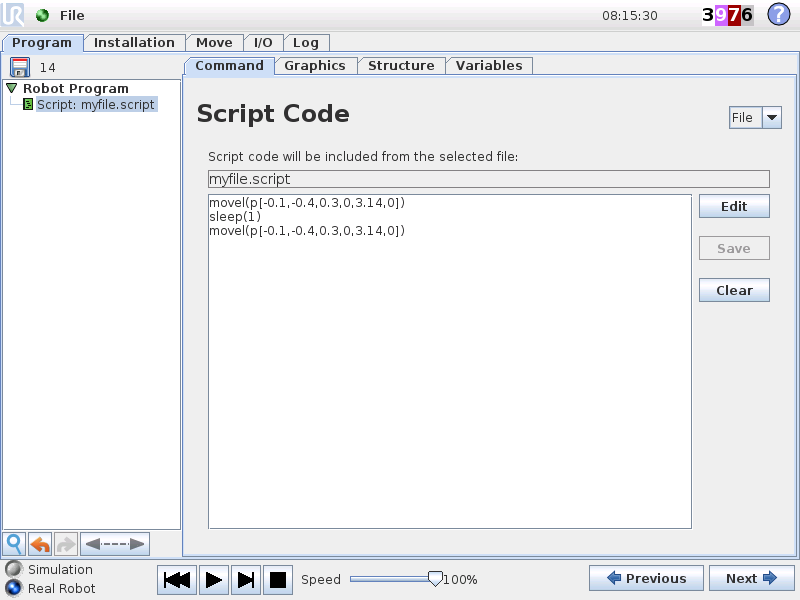 UR File 08:15:30 3976 ?
Program Installation Move I/O Log
14
Command Graphics Structure Variables
Robot Program
Script: myfile.script
Script Code
File
Script code will be included from the selected file:
myfile.script
movel(p[-0.1,-0.4,0.3,0,3.14,0])
sleep(1)
movel(p[-0.1,-0.4,0.3,0,3.14,0])
Edit
Save
Clear
Simulation
Real Robot
Speed 100%
Previous Next